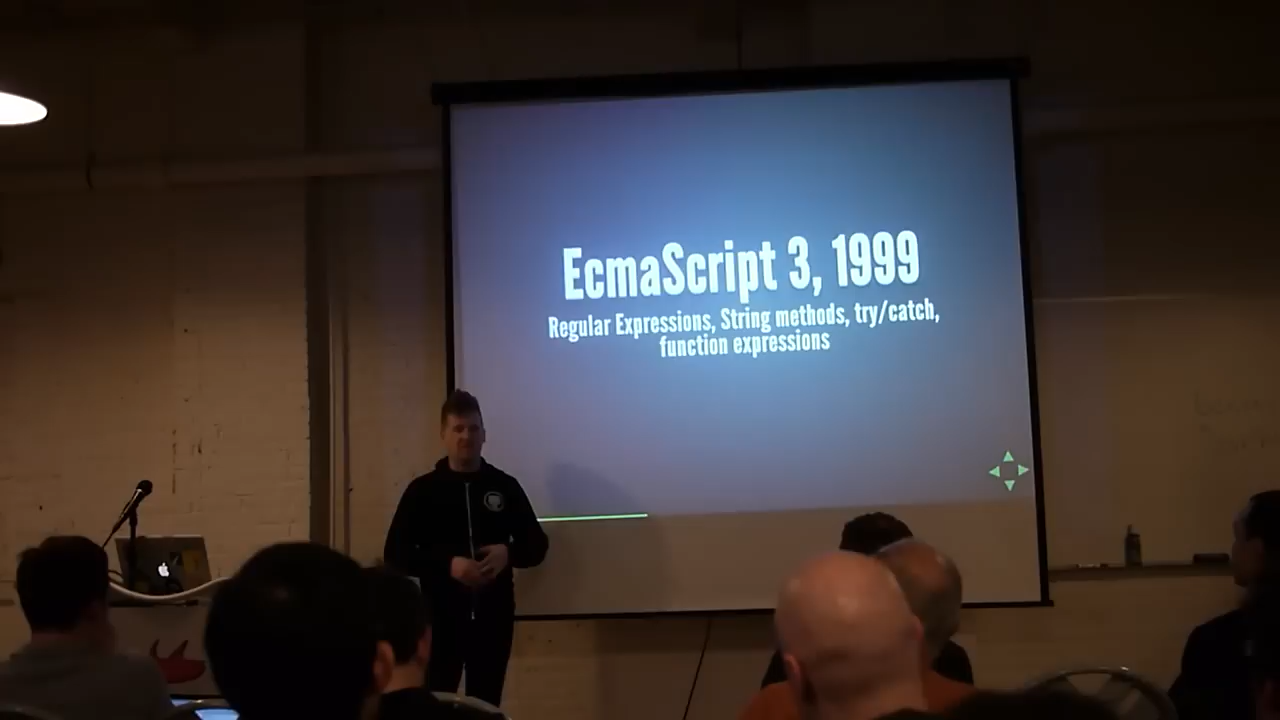 EcmaScript 3, 1999
Regular Expressions, String methods, try/catch,
function expressions